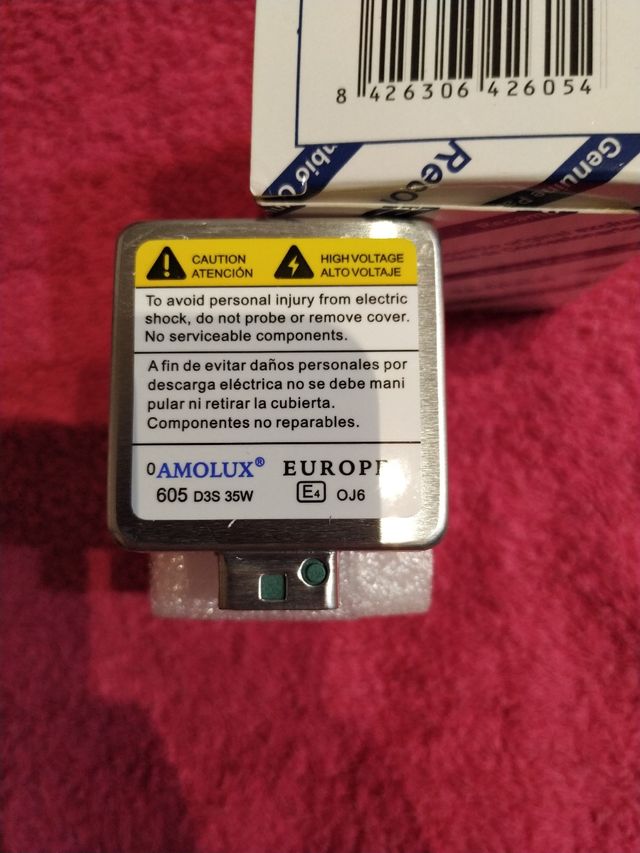 8 426306 426054
Genuine
CAUTION
ATENCIÓN
HIGH VOLTAGE
ALTO VOLTAJE
To avoid personal injury from electric
shock, do not probe or remove cover.
No serviceable components.
A fin de evitar daños personales por
descarga eléctrica no se debe mani
pular ni retirar la cubierta.
Componentes no reparables.
0AMOLUX® EUROPE
605 D3S 35W E4 OJ6